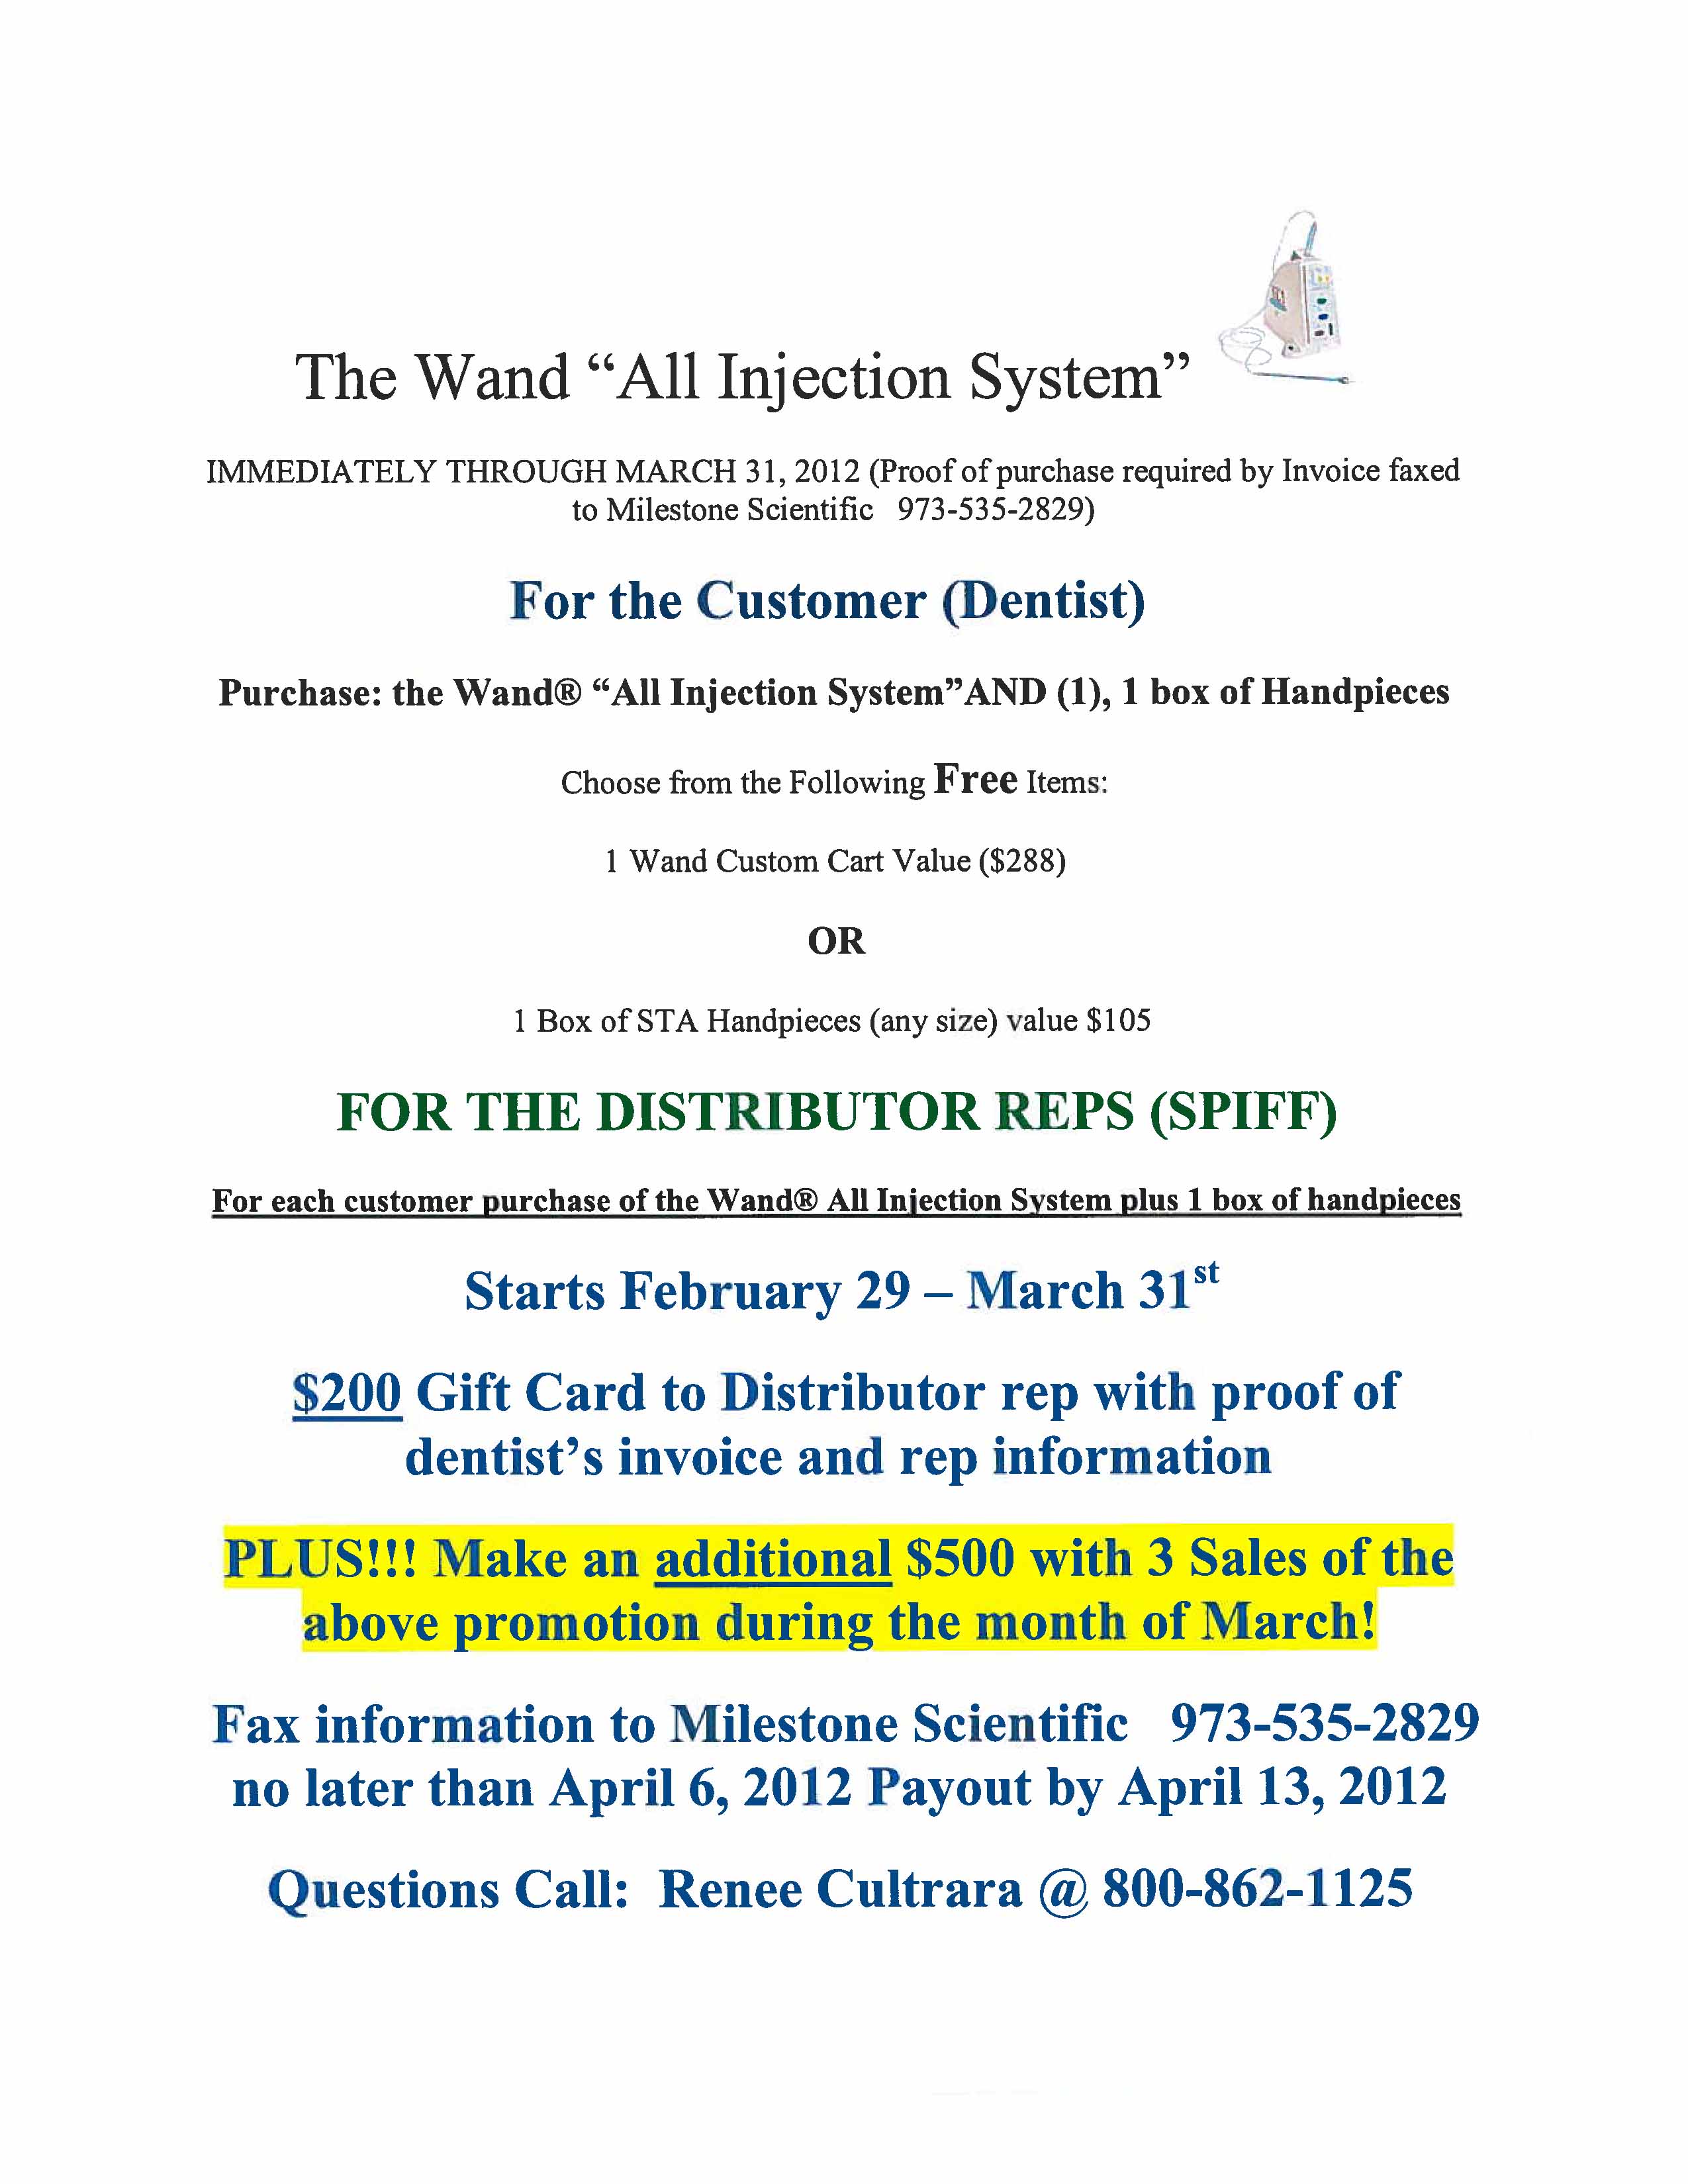 The Wand “All Injection System”
IMMEDIATELY THROUGH MARCH 31, 2012 (Proof of purchase required by Invoice faxed
to Milestone Scientific 973-535-2829)
For the Customer (Dentist)
Purchase: the Wand® “All Injection System”AND (1), 1 box of Handpieces
Choose from the Following Free Items:
1 Wand Custom Cart Value ($288)
OR
1 Box of STA Handpieces (any size) value $105
FOR THE DISTRIBUTOR REPS (SPIFF)
For each customer purchase of the Wand® All Injection System plus 1 box of handpieces
Starts February 29 – March 31st
$200 Gift Card to Distributor rep with proof of
dentist’s invoice and rep information
PLUS!!! Make an additional $500 with 3 Sales of the
above promotion during the month of March!
Fax information to Milestone Scientific 973-535-2829
no later than April 6, 2012 Payout by April 13, 2012
Questions Call: Renee Cultrara @ 800-862-1125